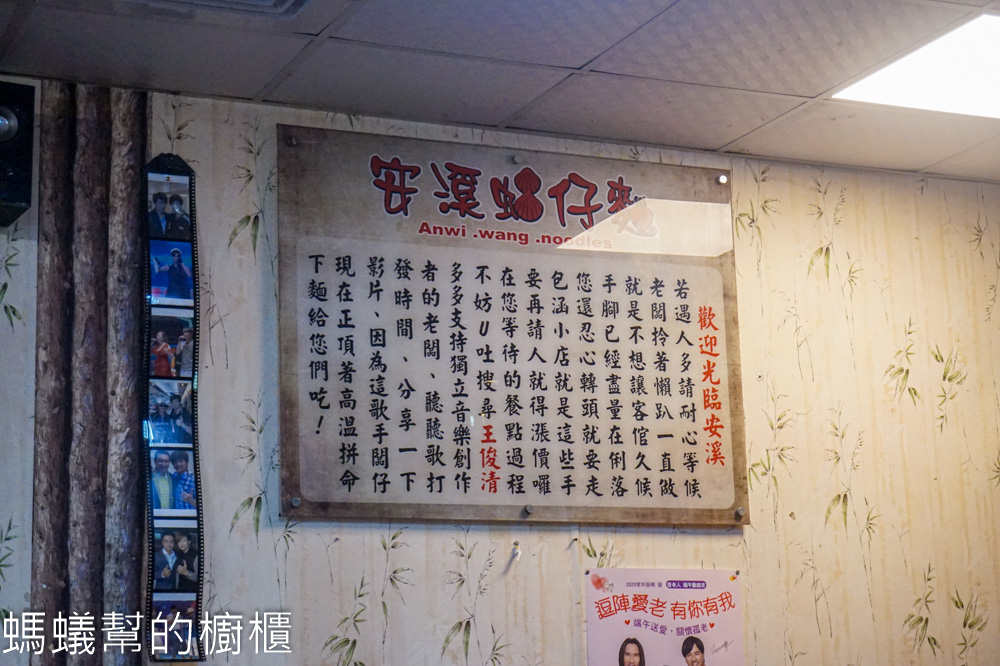 安溪蚵仔麵
Anwi .wang .noodles
歡迎光臨安溪
若遇人多請耐心等候
老闆拎著懶趴一直做
就是不想讓客倌久候
手腳已經盡量在俐落
您還忍心轉頭就要走
包涵小店就是這些手
要再請人就得漲價囉
在您等待的餐點過程
不妨U吐搜尋王俊清
多多支持獨立音樂創作
者的老闆、聽聽歌打
發時間、分享一下
影片、因為這歌手闆仔
現在正頂著高溫拼命
下麵給您們吃！
逗陣愛老 有你有我
端午送愛，關懷孤老
螞蟻幫的櫥櫃